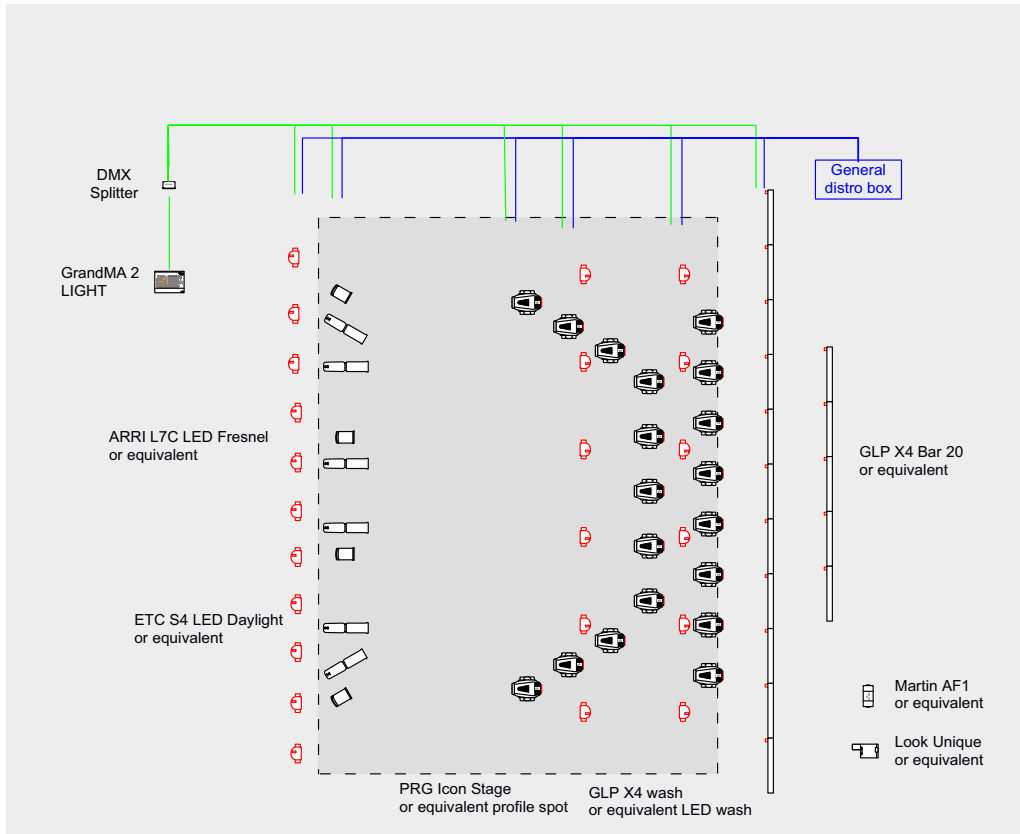 DMX
Splitter
General
distro box
GrandMA 2
LIGHT
ARRI L7C LED Fresnel
or equivalent
GLP X4 Bar 20
or equivalent
ETC S4 LED Daylight
or equivalent
Martin AF1
or equivalent
Look Unique
or equivalent
PRG Icon Stage
or equivalent profile spot
GLP X4 wash
or equivalent LED wash